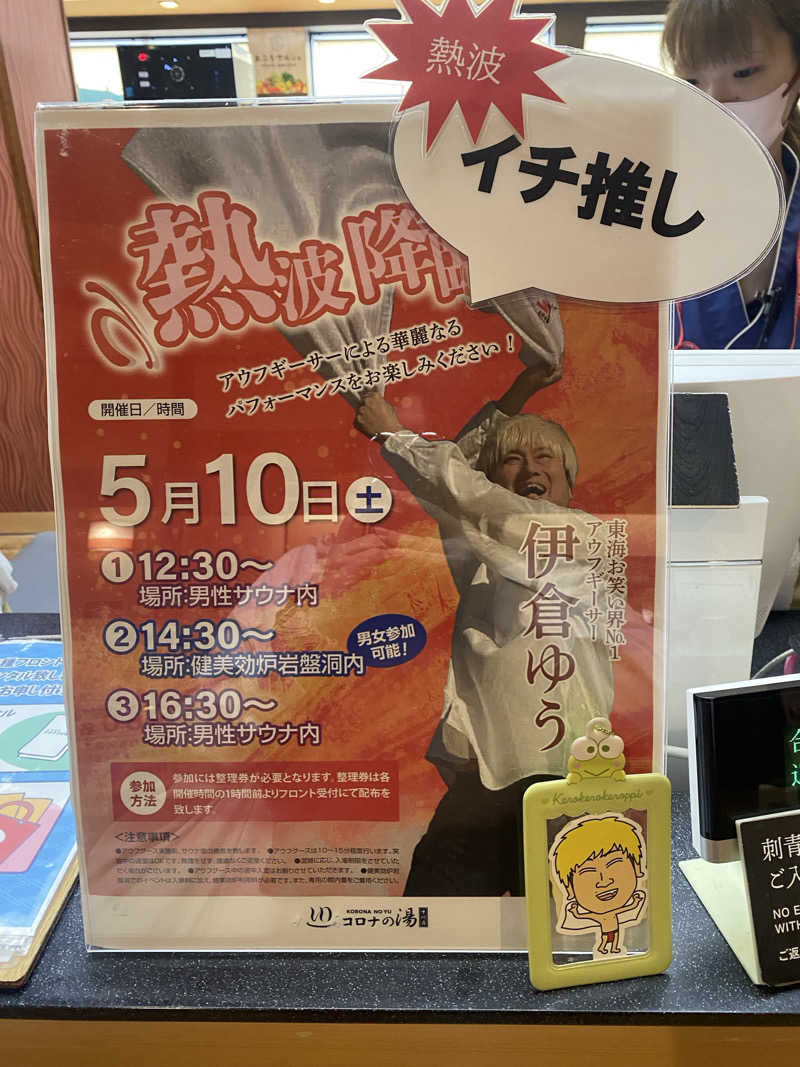 熱波
イチ推し
熱波降臨
アウフギーサーによる華麗なる
パフォーマンスをお楽しみください！
開催日／時間
5月10日土
①12:30～
場所:男性サウナ内
②14:30～
場所:健美効炉岩盤洞内
男女参加
可能！
③16:30～
場所:男性サウナ内
東海お笑い界No.1
アウフギーサー
伊倉ゆう
参加
方法
参加には整理券が必要となります。整理券は各
開催時間の1時間前よりフロント受付にて配布を
致します。
＜注意事項＞
KORONA NO YU
コロナの湯
Kerokerokeroppi
刺青
ご入
NO E
WITH
ご返